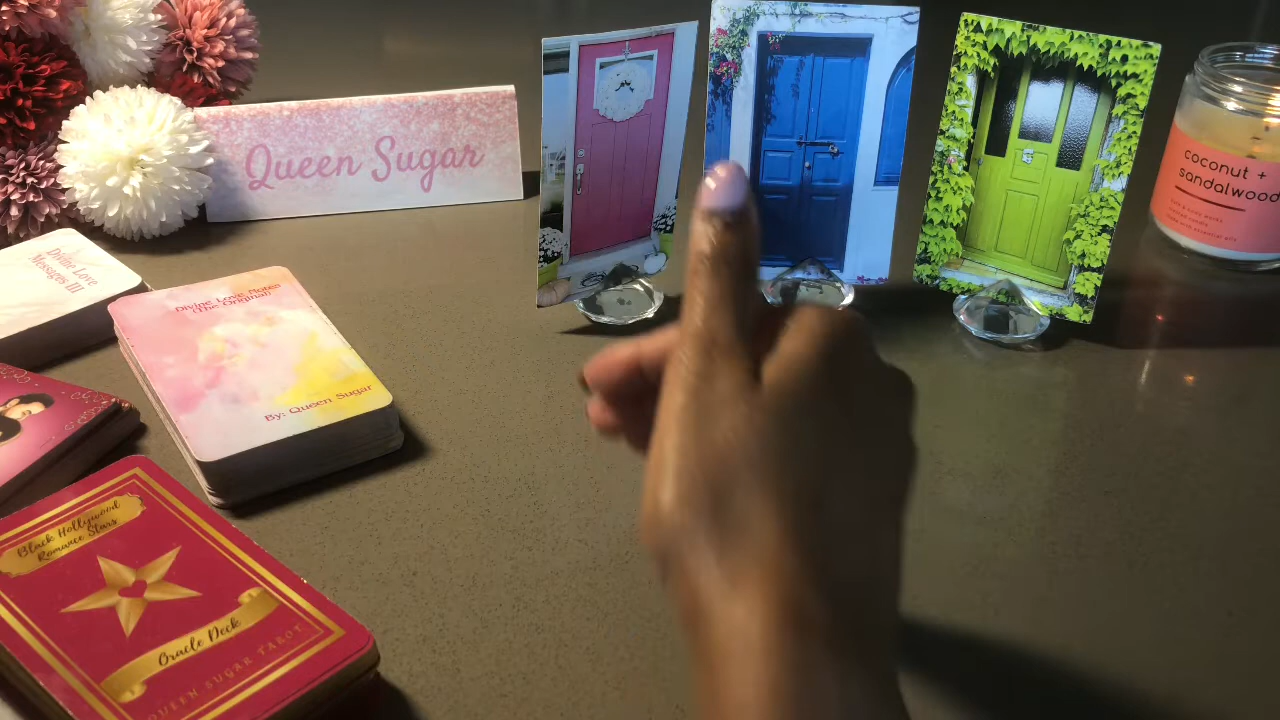 Queen Sugar
Divine Love
Messages III
Divine Love Notes
(The Original)
By: Queen Sugar
Black Hollywood
Romance Stars
Oracle Deck
QUEEN SUGAR TAROT
coconut +
sandalwood